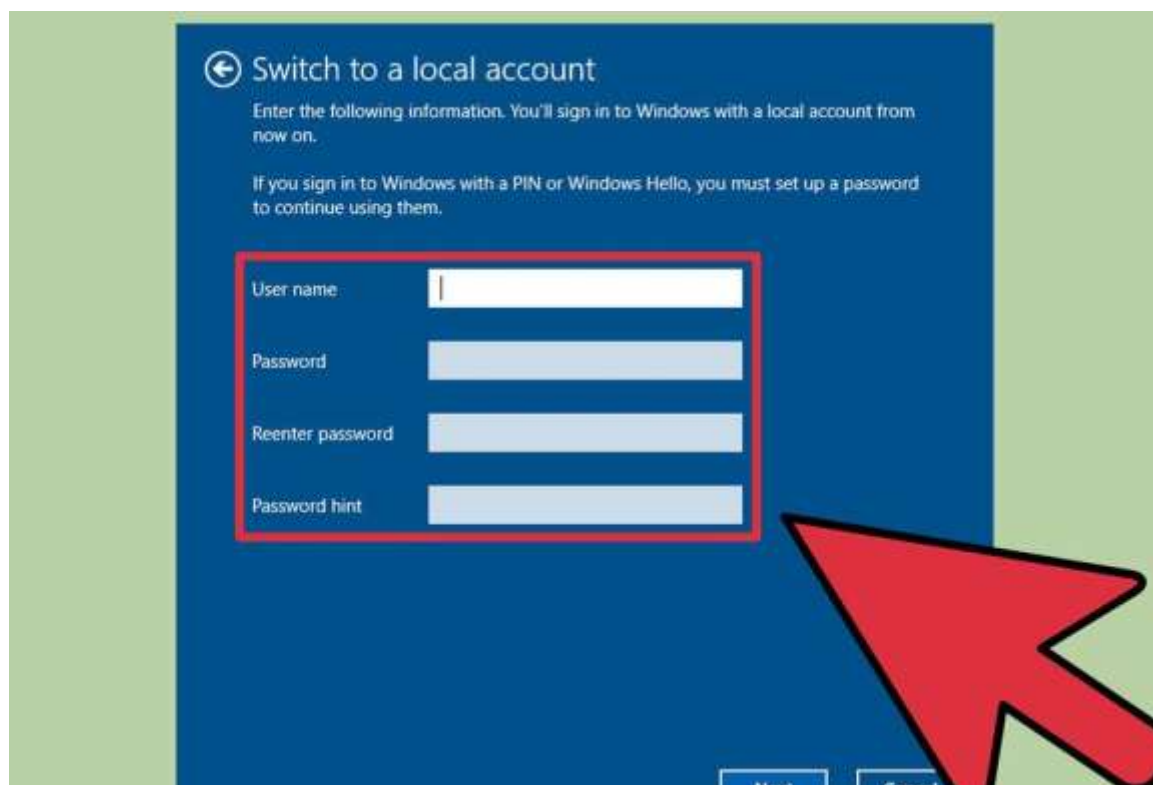 Switch to a local account
Enter the following information. You'll sign in to Windows with a local account from
now on.
If you sign in to Windows with a PIN or Windows Hello, you must set up a password
to continue using them.
User name
Password
Reenter password
Password hint